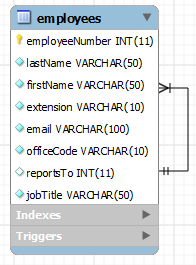 employees
employeeNumber INT(11)
lastName VARCHAR(50)
firstName VARCHAR(50)
extension VARCHAR(10)
email VARCHAR(100)
officeCode VARCHAR(10)
reportsTo INT(11)
jobTitle VARCHAR(50)
Indexes
Triggers